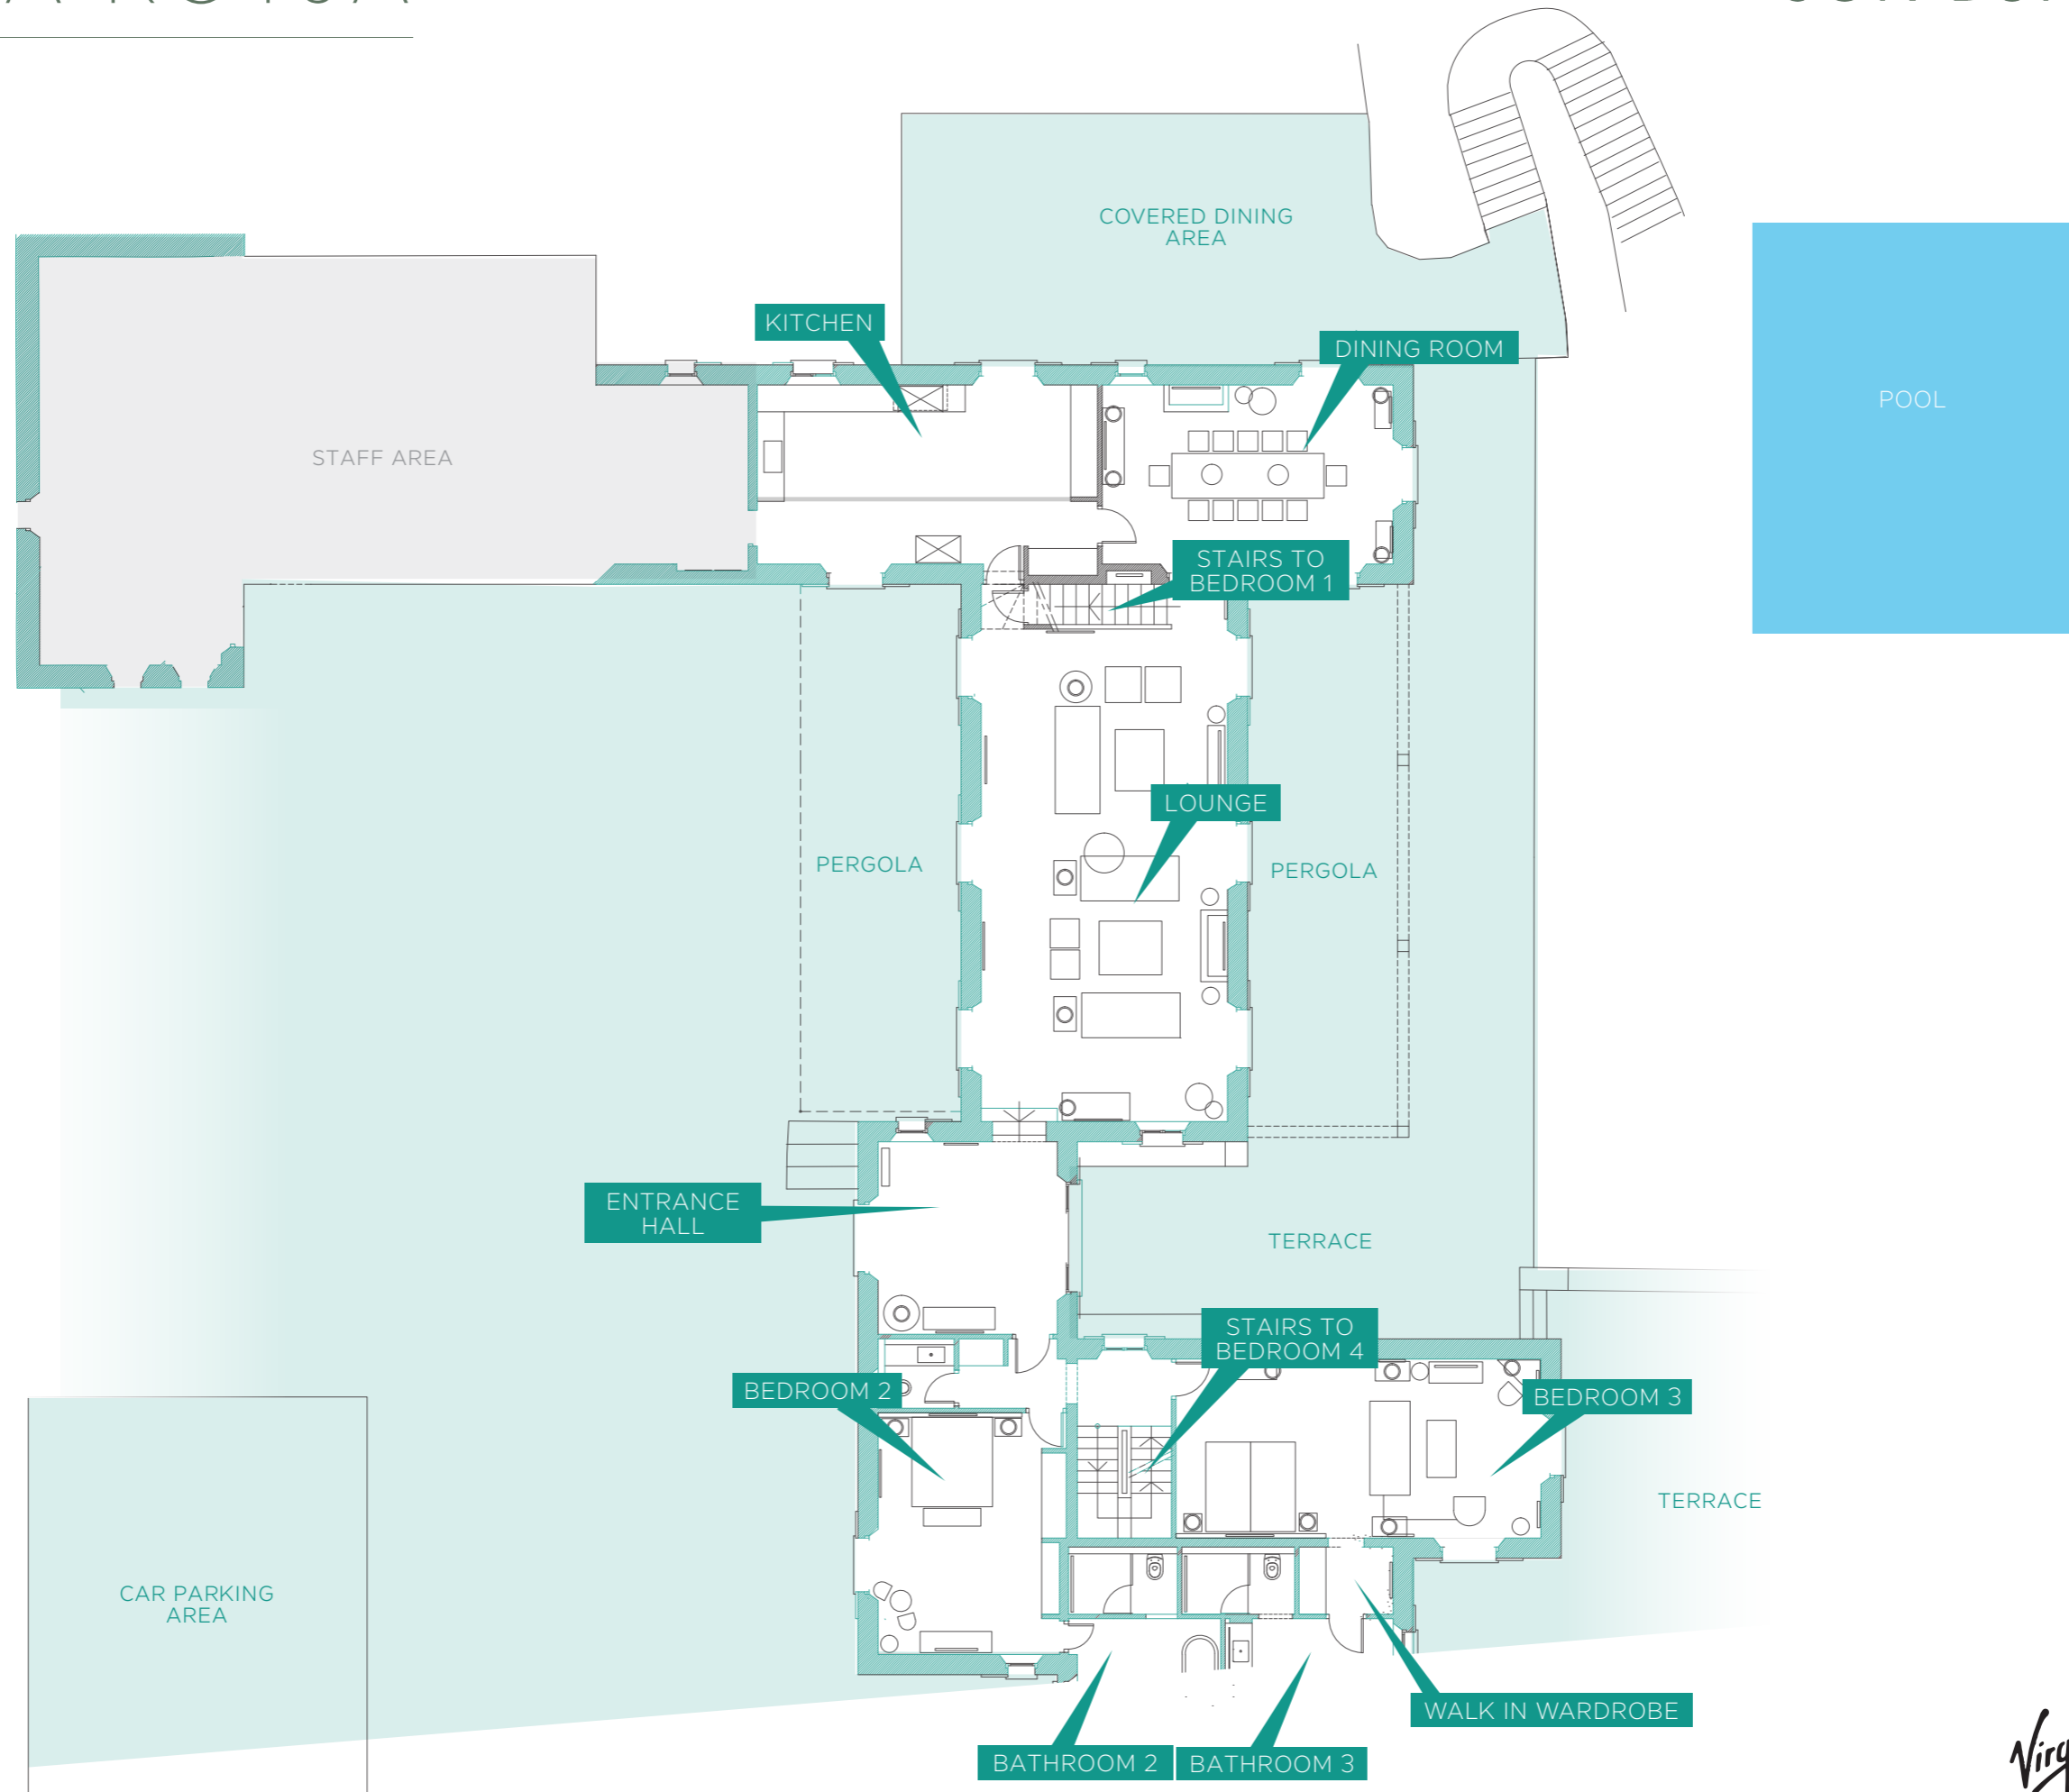 COVERED DINING
AREA
KITCHEN
DINING ROOM
POOL
STAFF AREA
STAIRS TO
BEDROOM 1
LOUNGE
PERGOLA
PERGOLA
ENTRANCE
HALL
TERRACE
STAIRS TO
BEDROOM 4
BEDROOM 2
BEDROOM 3
TERRACE
CAR PARKING
AREA
WALK IN WARDROBE
BATHROOM 2
BATHROOM 3